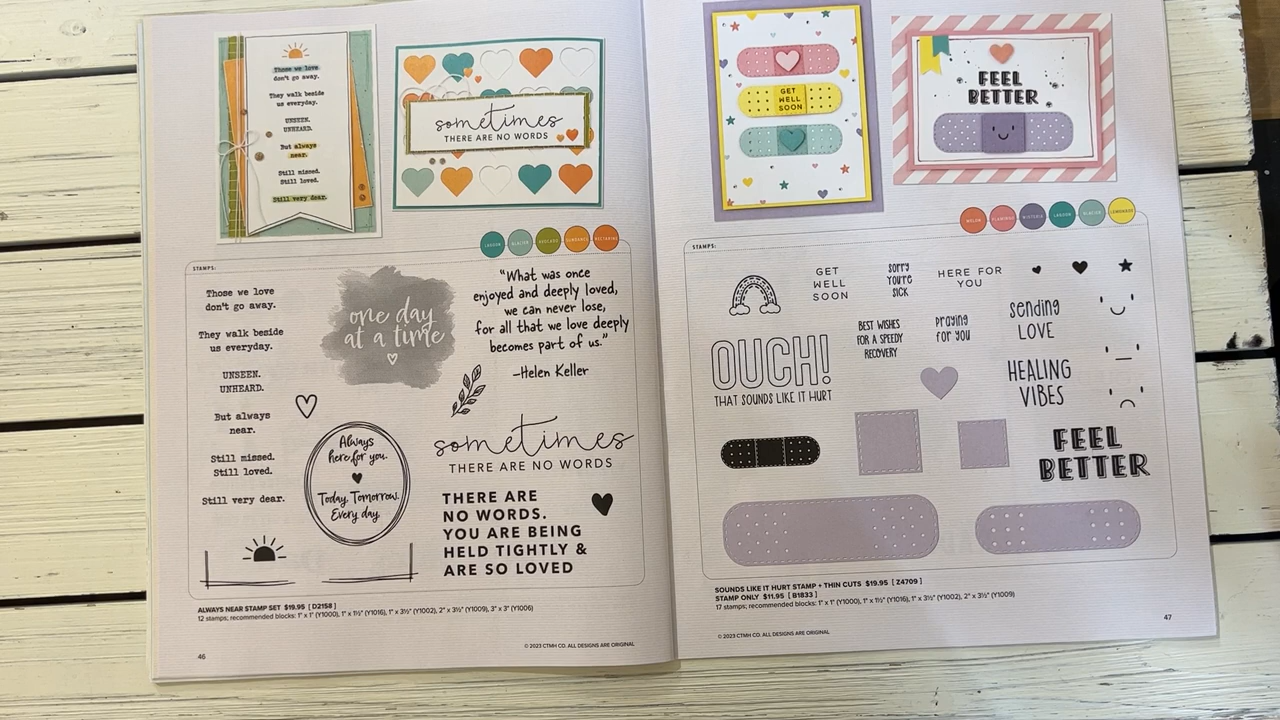 Those we love
don't go away.
They walk beside
us everyday.
UNSEEN.
UNHEARD.
But always
near.
Still missed.
Still loved.
Still very dear.
sometimes
THERE ARE NO WORDS
LAGOON
GLACIER
AVOCADO
SUNDANCE
NECTARINE
STAMPS:
Those we love
don't go away.
They walk beside
us everyday.
UNSEEN.
UNHEARD.
But always
near.
Still missed.
Still loved.
Still very dear.
one day
at a time
"What was once
enjoyed and deeply loved,
we can never lose,
for all that we love deeply
becomes part of us."
—Helen Keller
Always
here for you.
Today. Tomorrow.
Every day.
sometimes
THERE ARE NO WORDS
THERE ARE
NO WORDS.
YOU ARE BEING
HELD TIGHTLY &
ARE SO LOVED
ALWAYS NEAR STAMP SET $19.95 [ D2158 ]
12 stamps; recommended blocks: 1" x 1" (Y1000), 1" x 1½" (Y1016), 1" x 3½" (Y1002), 2" x 3½" (Y1009), 3" x 3" (Y1006)
© 2023 CTMH CO. ALL DESIGNS ARE ORIGINAL
46
GET
WELL
SOON
FEEL
BETTER
MELON
FLAMINGO
WISTERIA
LAGOON
GLACIER
LEMONADE
STAMPS:
GET
WELL
SOON
SORRY
YOU'RE
SICK
HERE FOR
YOU
sending
LOVE
OUCH!
THAT SOUNDS LIKE IT HURT
BEST WISHES
FOR A SPEEDY
RECOVERY
praying
for you
HEALING
VIBES
FEEL
BETTER
SOUNDS LIKE IT HURT STAMP + THIN CUTS $19.95 [ Z4709 ]
STAMP ONLY $11.95 [ B1833 ]
17 stamps; recommended blocks: 1" x 1" (Y1000), 1" x 1½" (Y1016), 1" x 3½" (Y1002), 2" x 3½" (Y1009)
© 2023 CTMH CO. ALL DESIGNS ARE ORIGINAL
47